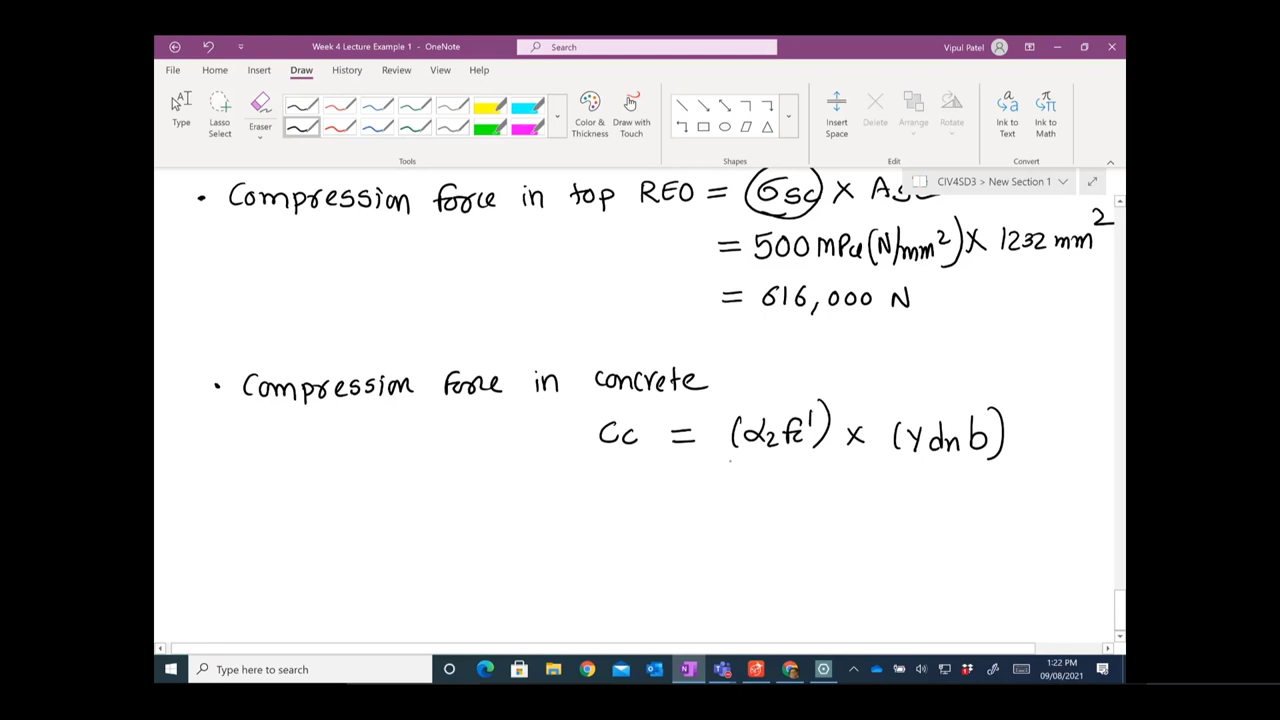 Week 4 Lecture Example 1 - OneNote
Search
Vipul Patel
File Home Insert Draw History Review View Help
Type
Lasso Select
Eraser
Color & Thickness
Draw with Touch
Insert Space
Delete
Arrange
Rotate
Ink to Text
Ink to Math
Tools
Shapes
Edit
Convert
CIV4SD3 > New Section 1
• Compression force in top REO = σsc × As
= 500 MPa (N/mm²) × 1232 mm²
= 616,000 N
• Compression force in concrete
Cc = (α₂fc') × (γ dn b)
Type here to search
1:22 PM
09/08/2021